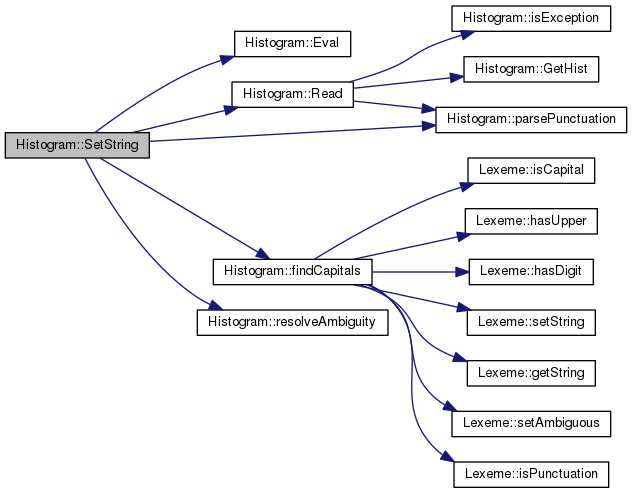 Histogram::isException
Histogram::Eval
Histogram::GetHist
Histogram::Read
Histogram::parsePunctuation
Histogram::SetString
Lexeme::isCapital
Lexeme::hasUpper
Histogram::findCapitals
Lexeme::hasDigit
Histogram::resolveAmbiguity
Lexeme::setString
Lexeme::getString
Lexeme::setAmbiguous
Lexeme::isPunctuation